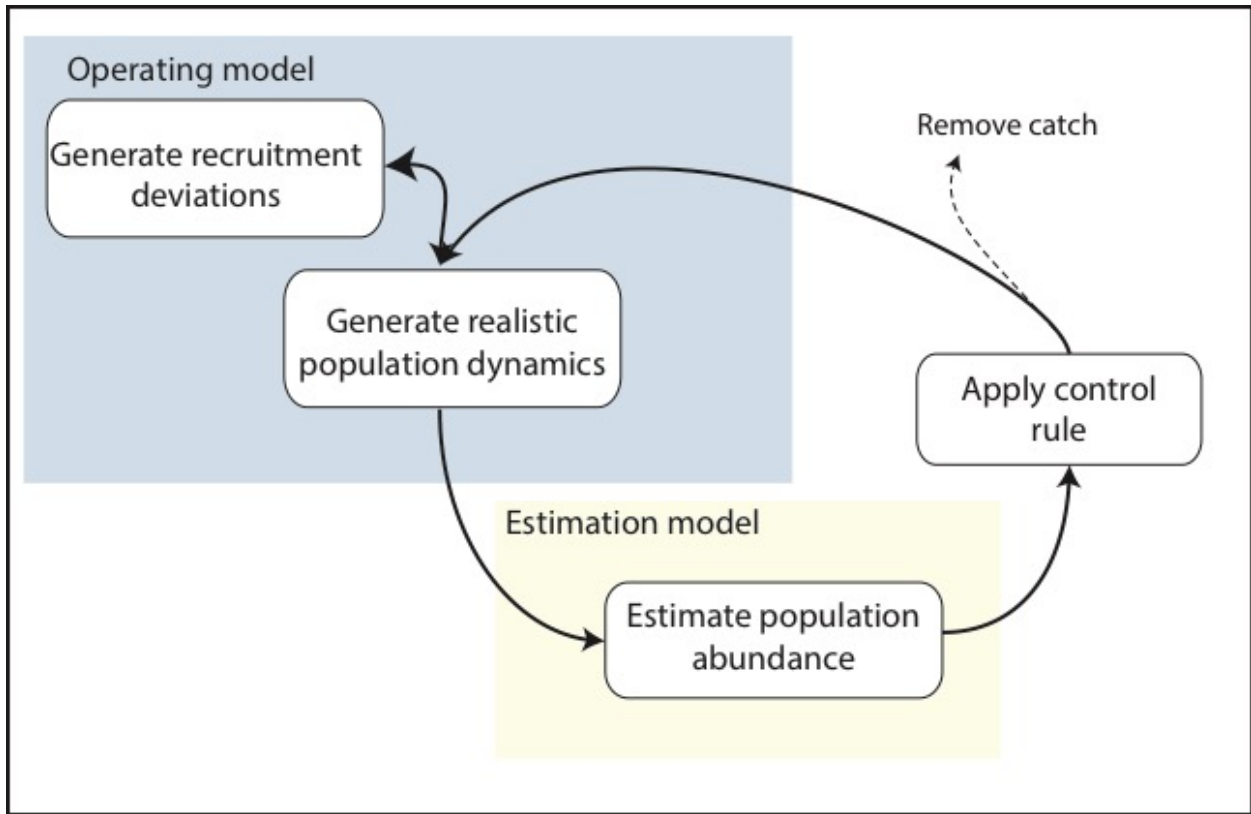 Operating model
Generate recruitment
deviations
Remove catch
Generate realistic
population dynamics
Apply control
rule
Estimation model
Estimate population
abundance